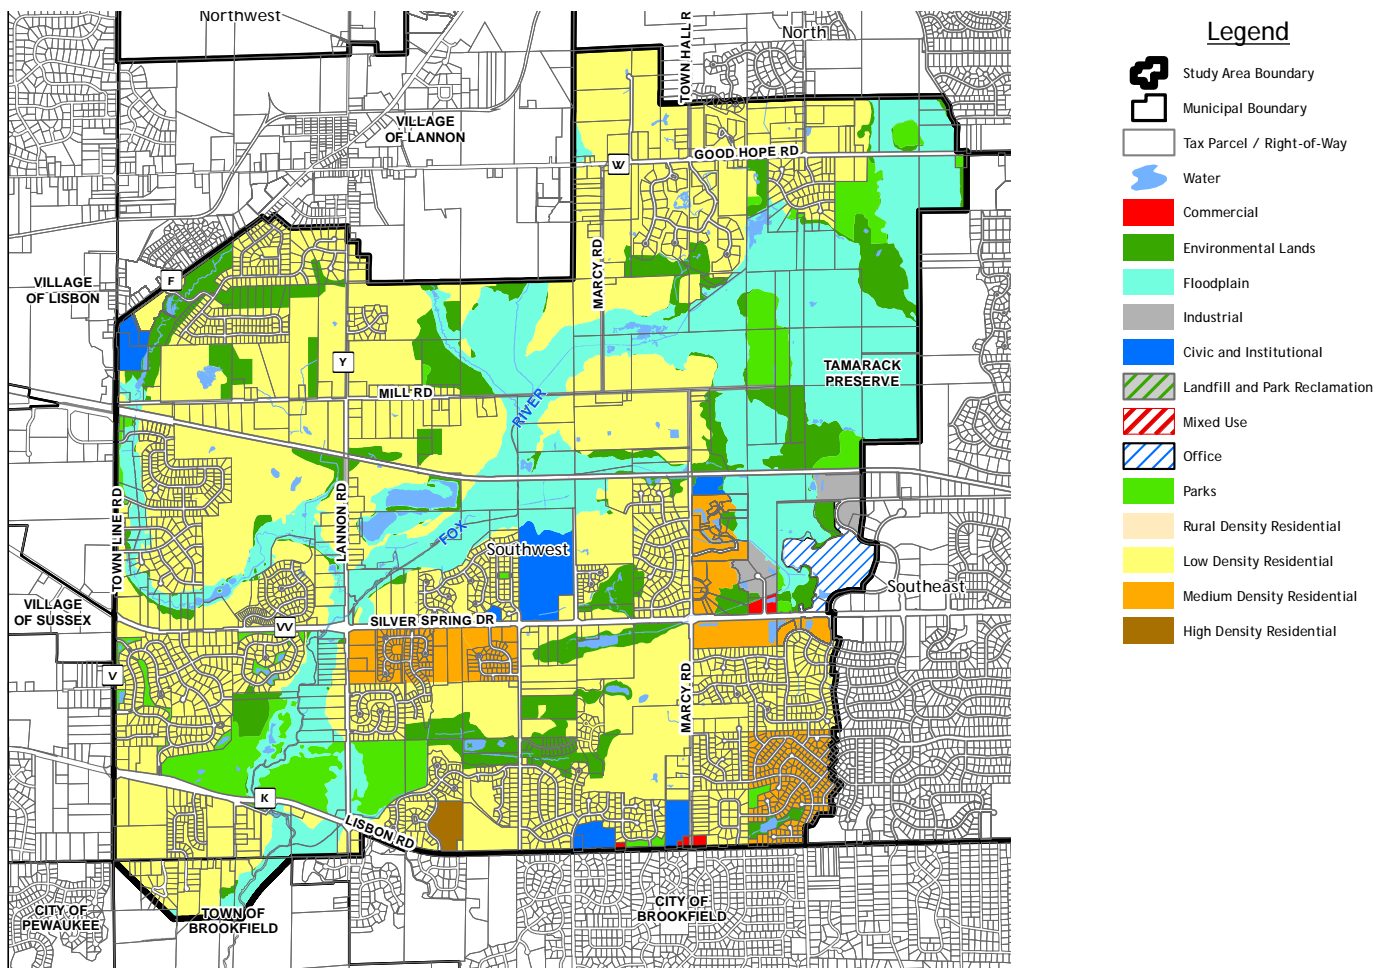 Northwest
North
TOWN HALL R
VILLAGE
OF LANNON
GOOD HOPE RD
W
MARCY RD
F
VILLAGE
OF LISBON
Y
MILL RD
TAMARACK
PRESERVE
RIVER
FOX
TOWN LINE RD
LANNON RD
Southwest
Southeast
VILLAGE
OF SUSSEX
VV
SILVER SPRING DR
V
MARCY RD
K
LISBON RD
CITY OF
PEWAUKEE
TOWN OF
BROOKFIELD
CITY OF
BROOKFIELD
Legend
Study Area Boundary
Municipal Boundary
Tax Parcel / Right-of-Way
Water
Commercial
Environmental Lands
Floodplain
Industrial
Civic and Institutional
Landfill and Park Reclamation
Mixed Use
Office
Parks
Rural Density Residential
Low Density Residential
Medium Density Residential
High Density Residential